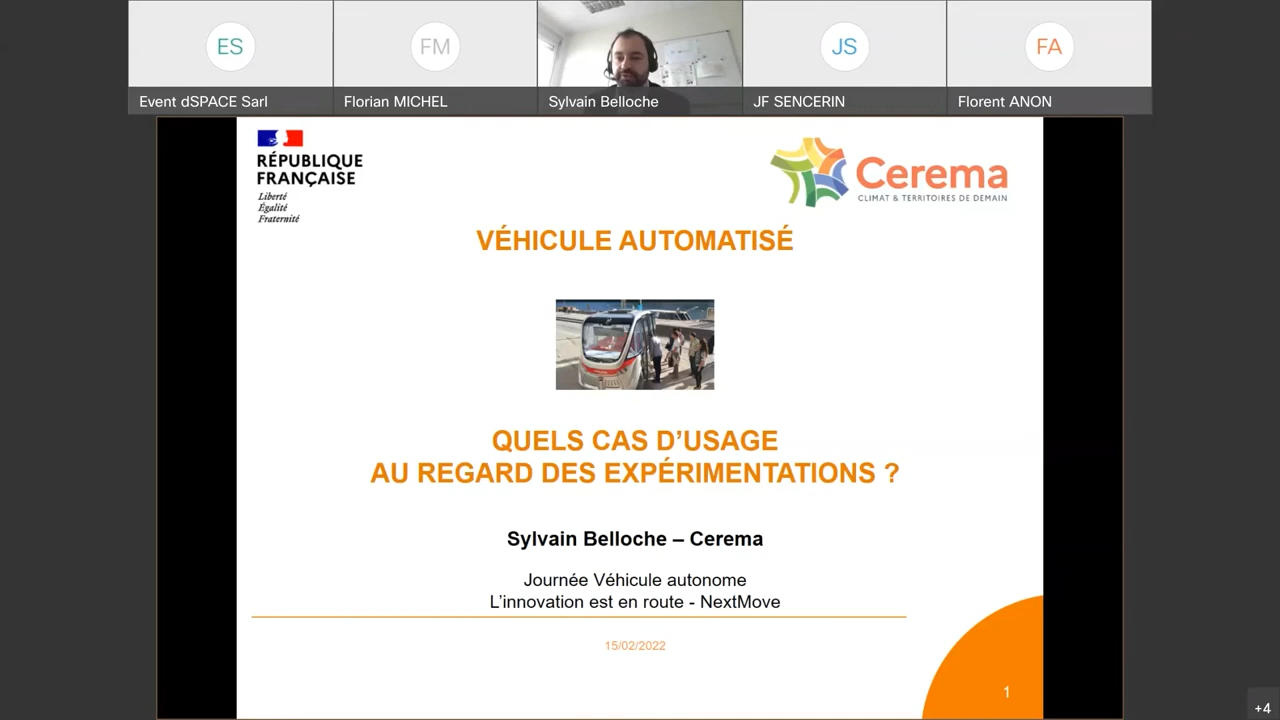 ES
FM
JS
FA
Event dSPACE Sarl
Florian MICHEL
Sylvain Belloche
JF SENCERIN
Florent ANON
RÉPUBLIQUE
FRANÇAISE
Liberté
Égalité
Fraternité
Cerema
CLIMAT & TERRITOIRES DE DEMAIN
VÉHICULE AUTOMATISÉ
QUELS CAS D’USAGE
AU REGARD DES EXPÉRIMENTATIONS ?
Sylvain Belloche – Cerema
Journée Véhicule autonome
L’innovation est en route - NextMove
15/02/2022
1
+4